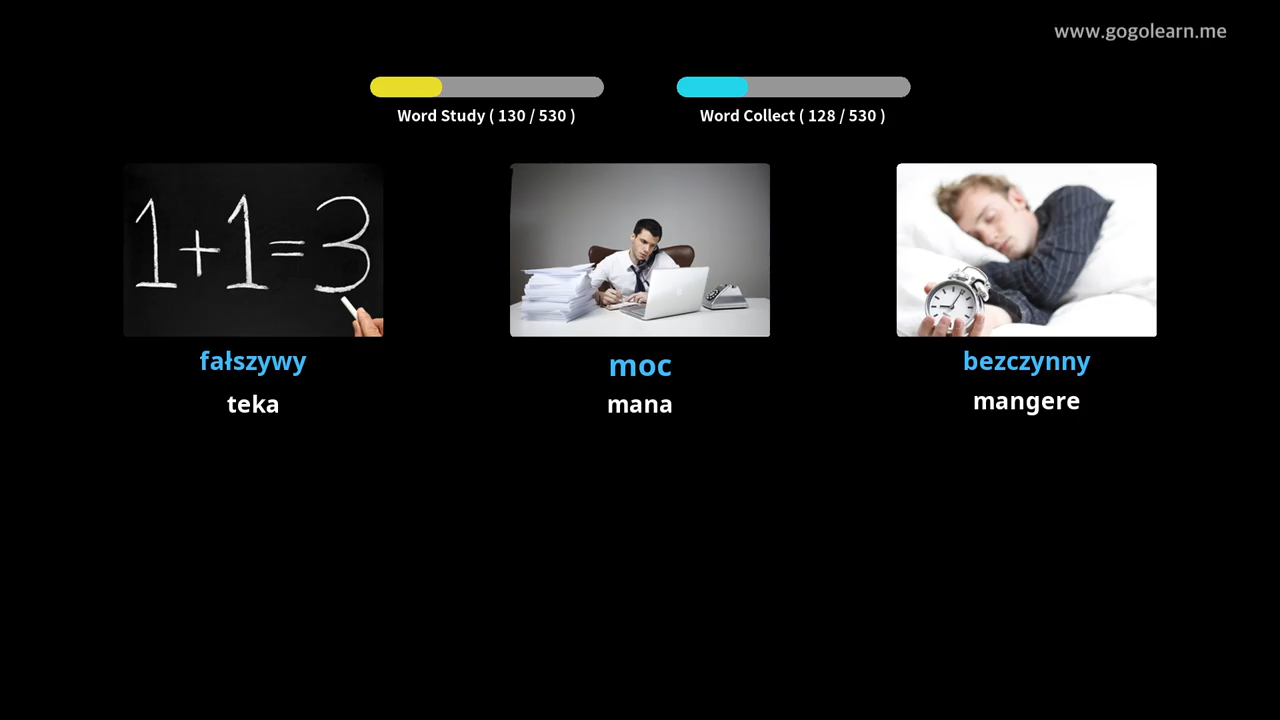 www.gogolearn.me
Word Study ( 130 / 530 )
Word Collect ( 128 / 530 )
1+1=3
fałszywy
moc
bezczynny
teka
mana
mangere